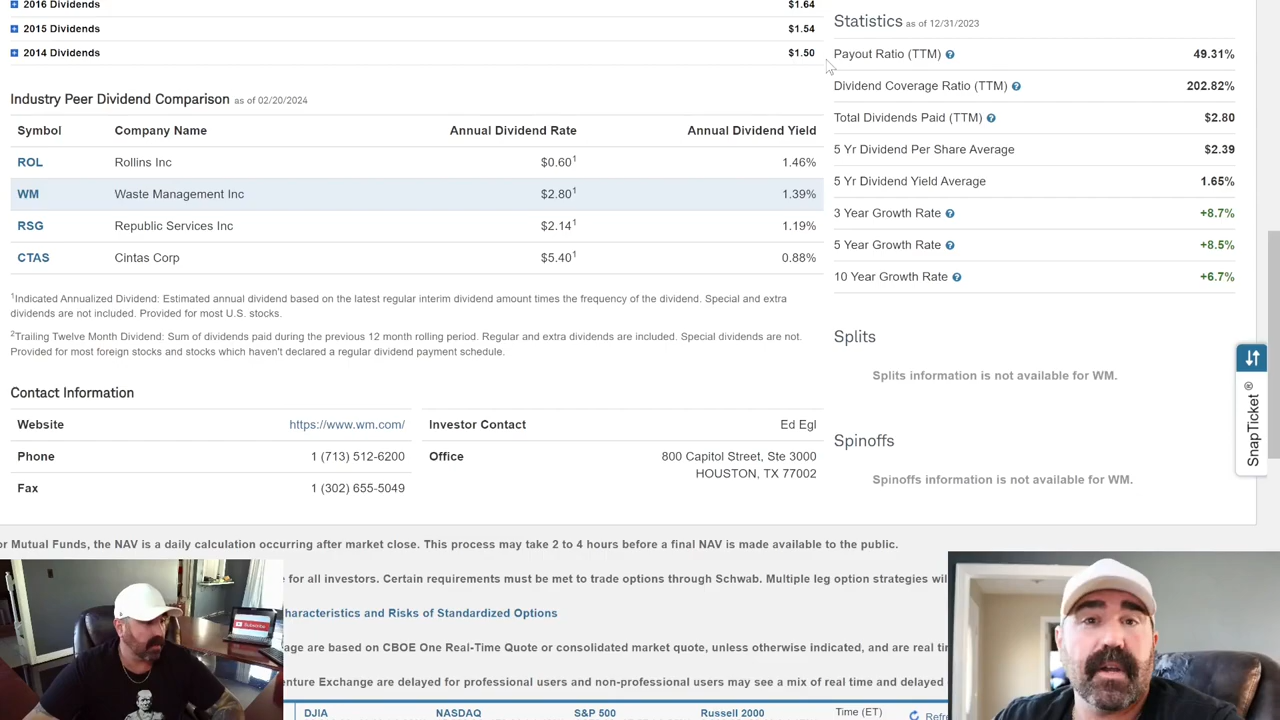 2016 Dividends $1.64
2015 Dividends $1.54
2014 Dividends $1.50
Industry Peer Dividend Comparison as of 02/20/2024
Symbol Company Name Annual Dividend Rate Annual Dividend Yield
ROL Rollins Inc $0.60¹ 1.46%
WM Waste Management Inc $2.80¹ 1.39%
RSG Republic Services Inc $2.14¹ 1.19%
CTAS Cintas Corp $5.40¹ 0.88%
¹Indicated Annualized Dividend: Estimated annual dividend based on the latest regular interim dividend amount times the frequency of the dividend. Special and extra
dividends are not included. Provided for most U.S. stocks.
²Trailing Twelve Month Dividend: Sum of dividends paid during the previous 12 month rolling period. Regular and extra dividends are included. Special dividends are not.
Provided for most foreign stocks and stocks which haven't declared a regular dividend payment schedule.
Contact Information
Website https://www.wm.com/
Phone 1 (713) 512-6200
Fax 1 (302) 655-5049
Investor Contact Ed Egl
Office 800 Capitol Street, Ste 3000
HOUSTON, TX 77002
Statistics as of 12/31/2023
Payout Ratio (TTM) 49.31%
Dividend Coverage Ratio (TTM) 202.82%
Total Dividends Paid (TTM) $2.80
5 Yr Dividend Per Share Average $2.39
5 Yr Dividend Yield Average 1.65%
3 Year Growth Rate +8.7%
5 Year Growth Rate +8.5%
10 Year Growth Rate +6.7%
Splits
Splits information is not available for WM.
Spinoffs
Spinoffs information is not available for WM.
SnapTicket ®
or Mutual Funds, the NAV is a daily calculation occurring after market close. This process may take 2 to 4 hours before a final NAV is made available to the public.
for all investors. Certain requirements must be met to trade options through Schwab. Multiple leg option strategies wil
haracteristics and Risks of Standardized Options
age are based on CBOE One Real-Time Quote or consolidated market quote, unless otherwise indicated, and are real ti
enture Exchange are delayed for professional users and non-professional users may see a mix of real time and delayed
DJIA NASDAQ S&P 500 Russell 2000 Time (ET) Refre
Subscribe